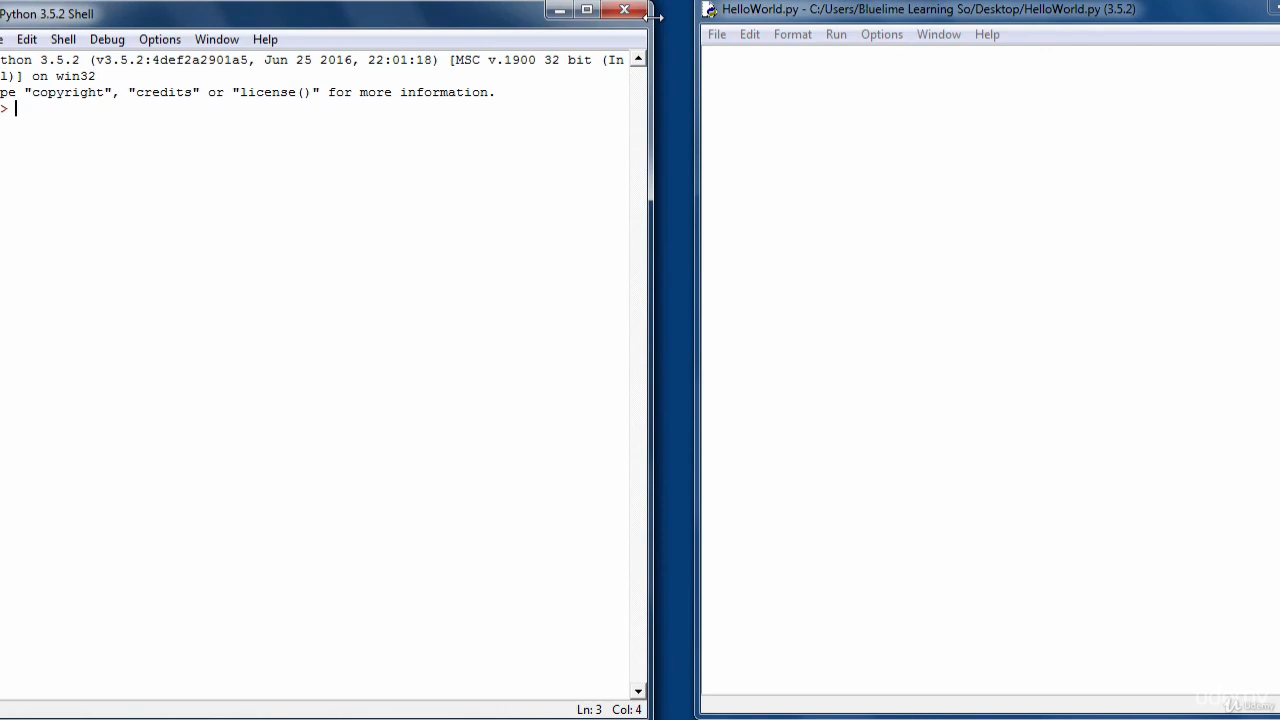 Python 3.5.2 Shell
Edit Shell Debug Options Window Help
thon 3.5.2 (v3.5.2:4def2a2901a5, Jun 25 2016, 22:01:18) [MSC v.1900 32 bit (In
l)] on win32
pe "copyright", "credits" or "license()" for more information.
>
Ln: 3 Col: 4
HelloWorld.py - C:/Users/Bluelime Learning So/Desktop/HelloWorld.py (3.5.2)
File Edit Format Run Options Window Help
Udemy